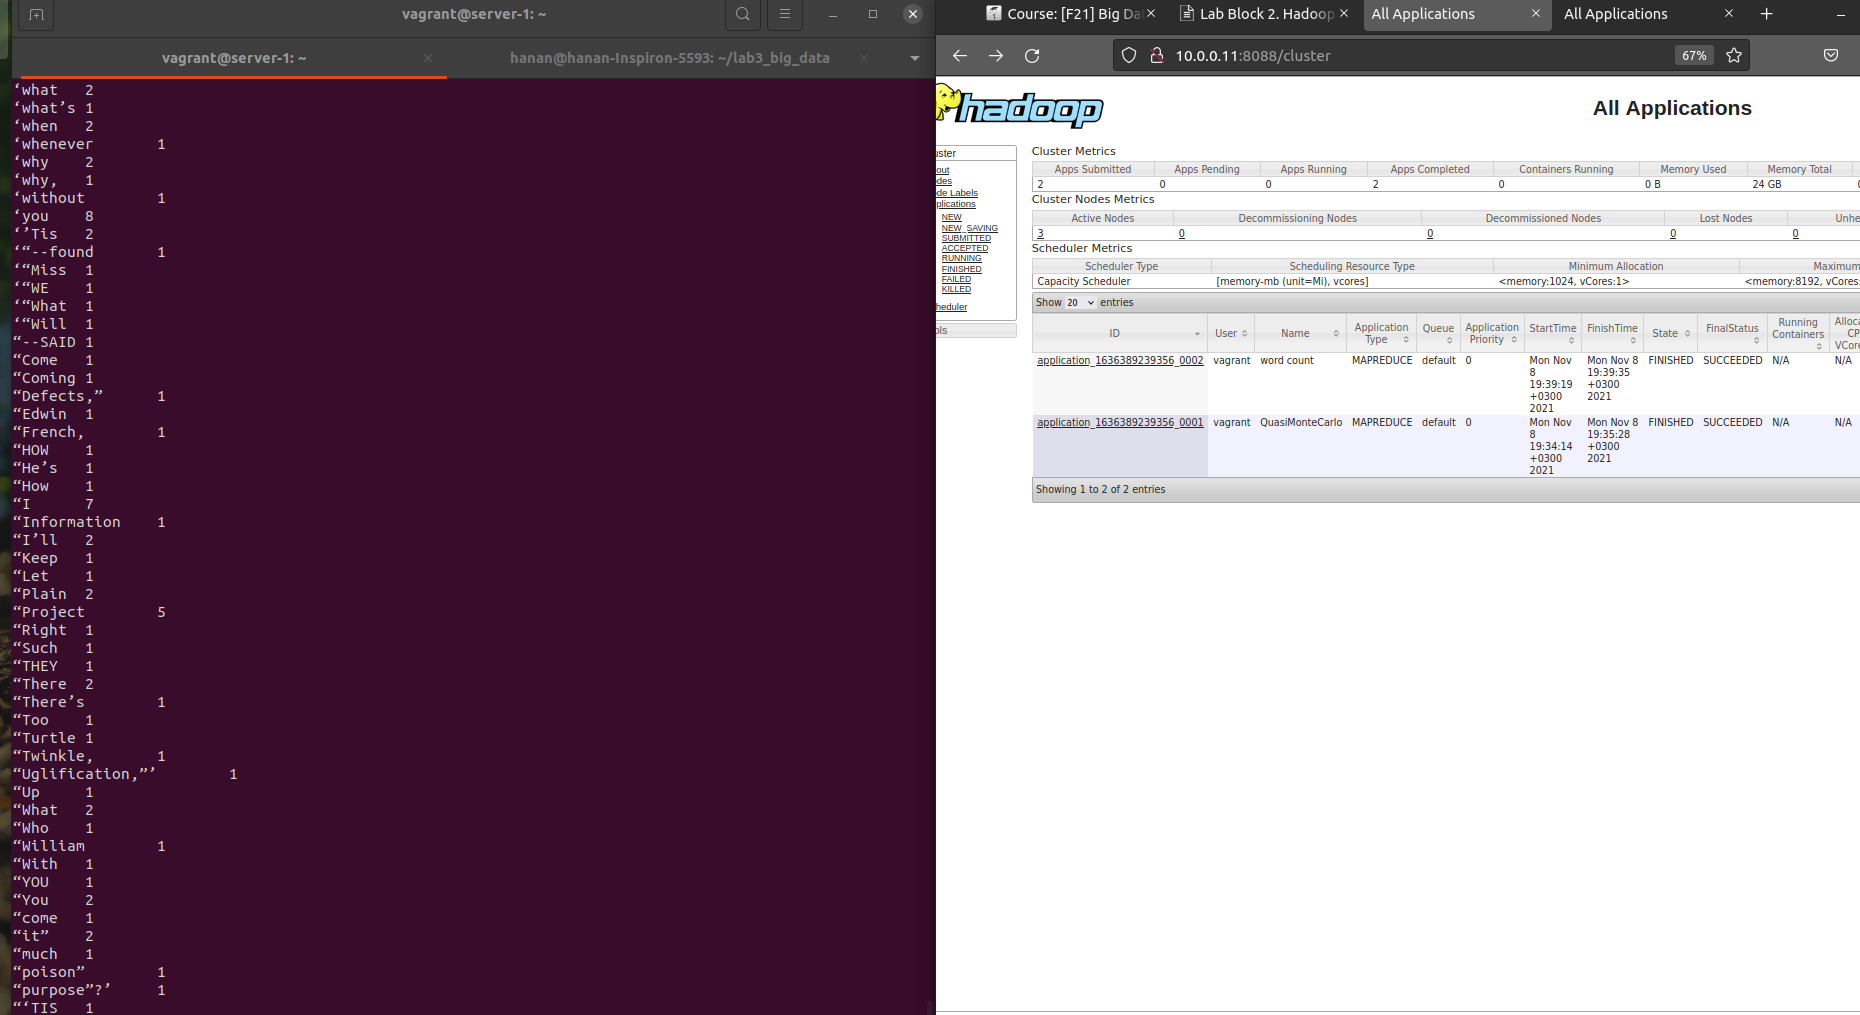 vagrant@server-1: ~
vagrant@server-1: ~
hanan@hanan-Inspiron-5593: ~/lab3_big_data
‘what 2
‘what’s 1
‘when 2
‘whenever 1
‘why 2
‘why, 1
‘without 1
‘you 8
‘’Tis 2
‘“--found 1
‘“Miss 1
‘“WE 1
‘“What 1
‘“Will 1
“--SAID 1
“Come 1
“Coming 1
“Defects,” 1
“Edwin 1
“French, 1
“HOW 1
“He’s 1
“How 1
“I 7
“Information 1
“I’ll 2
“Keep 1
“Let 1
“Plain 2
“Project 5
“Right 1
“Such 1
“THEY 1
“There 2
“There’s 1
“Too 1
“Turtle 1
“Twinkle, 1
“Uglification,”’ 1
“Up 1
“What 2
“Who 1
“William 1
“With 1
“YOU 1
“You 2
“come 1
“it” 2
“much 1
“poison” 1
“purpose”?’ 1
“‘TIS 1
Course: [F21] Big Da
Lab Block 2. Hadoop
All Applications
All Applications
10.0.0.11:8088/cluster
67%
hadoop
All Applications
uster
out
des
de Labels
plications
NEW
NEW_SAVING
SUBMITTED
ACCEPTED
RUNNING
FINISHED
FAILED
KILLED
heduler
ols
Cluster Metrics
Apps Submitted Apps Pending Apps Running Apps Completed Containers Running Memory Used Memory Total
2 0 0 2 0 0 B 24 GB
Cluster Nodes Metrics
Active Nodes Decommissioning Nodes Decommissioned Nodes Lost Nodes Unhe
3 0 0 0 0
Scheduler Metrics
Scheduler Type Scheduling Resource Type Minimum Allocation Maximum
Capacity Scheduler [memory-mb (unit=Mi), vcores] <memory:1024, vCores:1> <memory:8192, vCores:
Show 20 entries
ID User Name Application Type Queue Application Priority StartTime FinishTime State FinalStatus Running Containers Alloca CP VCore
application_1636389239356_0002 vagrant word count MAPREDUCE default 0 Mon Nov 8 19:39:19 +0300 2021 Mon Nov 8 19:39:35 +0300 2021 FINISHED SUCCEEDED N/A N/A
application_1636389239356_0001 vagrant QuasiMonteCarlo MAPREDUCE default 0 Mon Nov 8 19:34:14 +0300 2021 Mon Nov 8 19:35:28 +0300 2021 FINISHED SUCCEEDED N/A N/A
Showing 1 to 2 of 2 entries